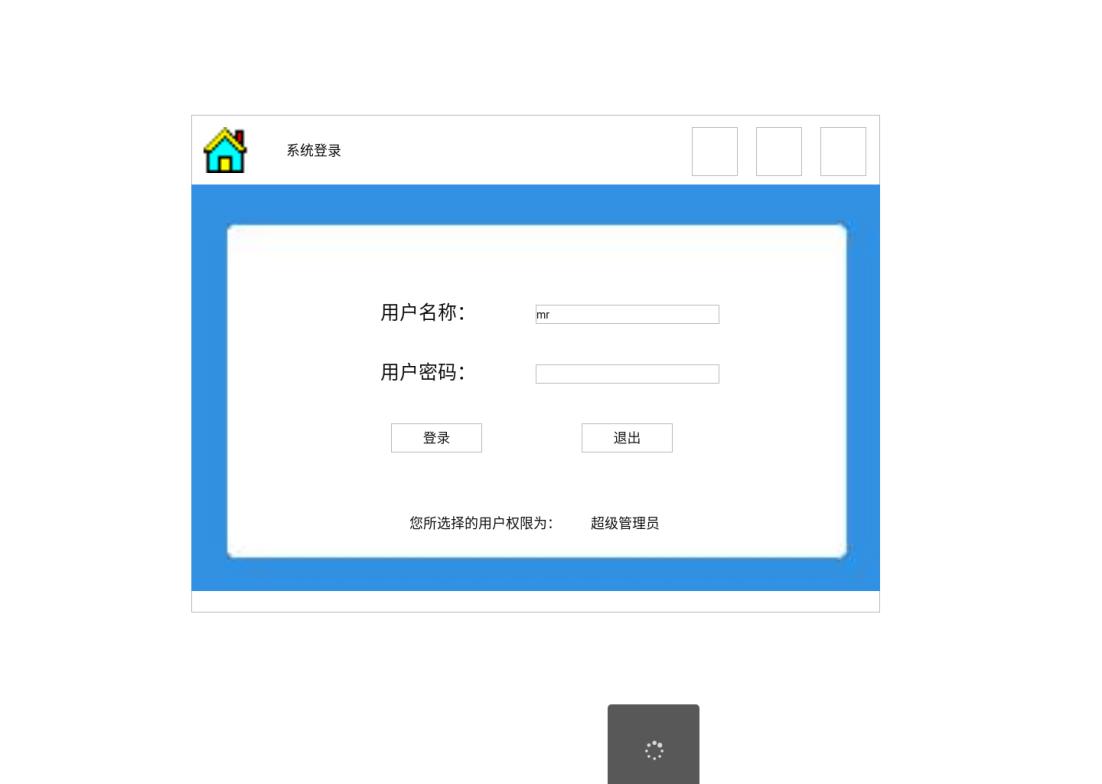 系统登录
用户名称：
mr
用户密码：
登录
退出
您所选择的用户权限为：
超级管理员